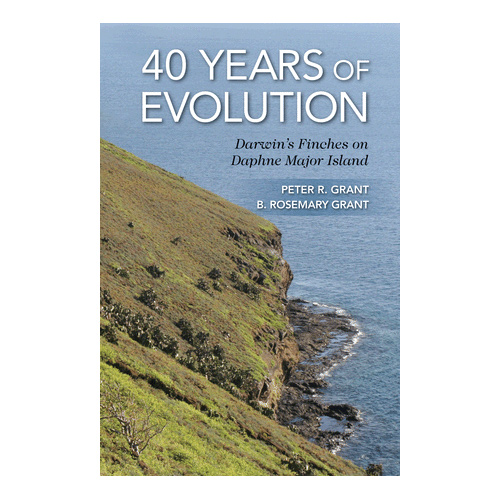 40 YEARS OF
EVOLUTION
Darwin's Finches on
Daphne Major Island
PETER R. GRANT
B. ROSEMARY GRANT